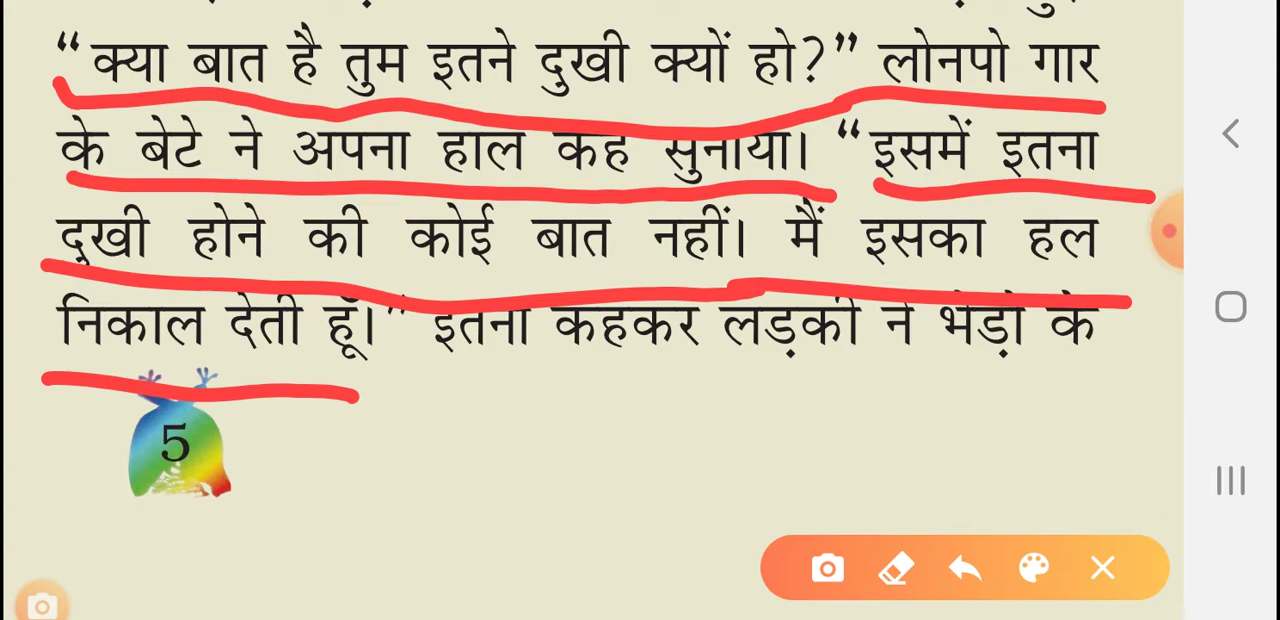 “क्या बात है तुम इतने दुखी क्यों हो?” लोनपो गार
के बेटे ने अपना हाल कह सुनाया। “इसमें इतना
दुखी होने की कोई बात नहीं। मैं इसका हल
निकाल देती हूँ।” इतना कहकर लड़की ने भेड़ों के
5